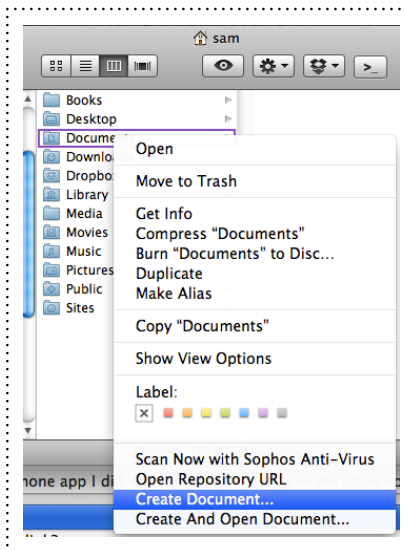 sam
>_
Books
Desktop
Docume
Downlo
Dropbo
Library
Media
Movies
Music
Pictures
Public
Sites
Open
Move to Trash
Get Info
Compress “Documents”
Burn “Documents” to Disc...
Duplicate
Make Alias
Copy “Documents”
Show View Options
Label:
Scan Now with Sophos Anti-Virus
Open Repository URL
Create Document...
Create And Open Document...
none app I di